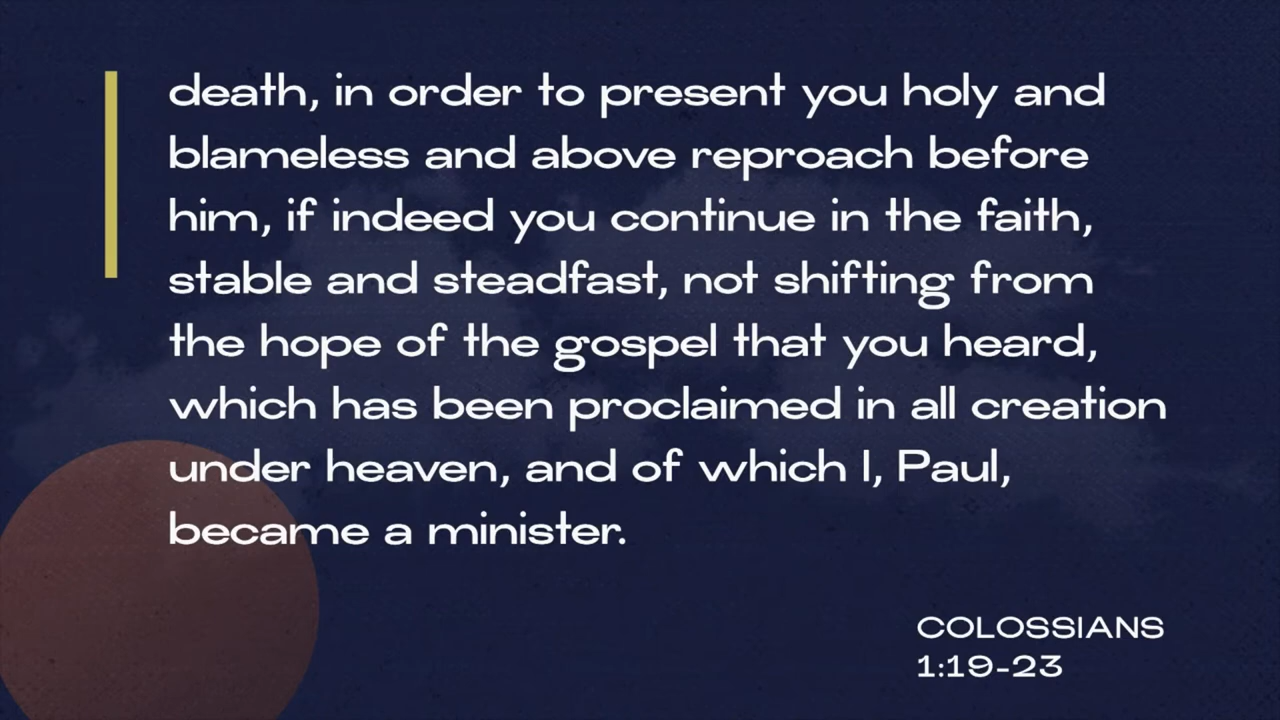 death, in order to present you holy and
blameless and above reproach before
him, if indeed you continue in the faith,
stable and steadfast, not shifting from
the hope of the gospel that you heard,
which has been proclaimed in all creation
under heaven, and of which I, Paul,
became a minister.
COLOSSIANS
1:19-23